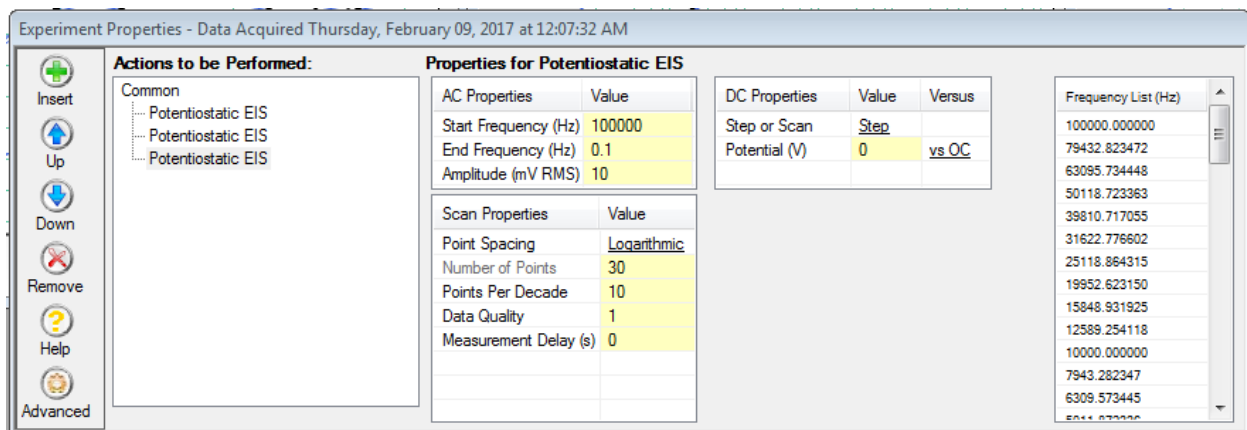 Experiment Properties - Data Acquired Thursday, February 09, 2017 at 12:07:32 AM
Insert
Up
Down
Remove
Help
Advanced
Actions to be Performed:
Common
Potentiostatic EIS
Potentiostatic EIS
Potentiostatic EIS
Properties for Potentiostatic EIS
AC Properties Value
Start Frequency (Hz) 100000
End Frequency (Hz) 0.1
Amplitude (mV RMS) 10
Scan Properties Value
Point Spacing Logarithmic
Number of Points 30
Points Per Decade 10
Data Quality 1
Measurement Delay (s) 0
DC Properties Value Versus
Step or Scan Step
Potential (V) 0 vs OC
Frequency List (Hz)
100000.000000
79432.823472
63095.734448
50118.723363
39810.717055
31622.776602
25118.864315
19952.623150
15848.931925
12589.254118
10000.000000
7943.282347
6309.573445